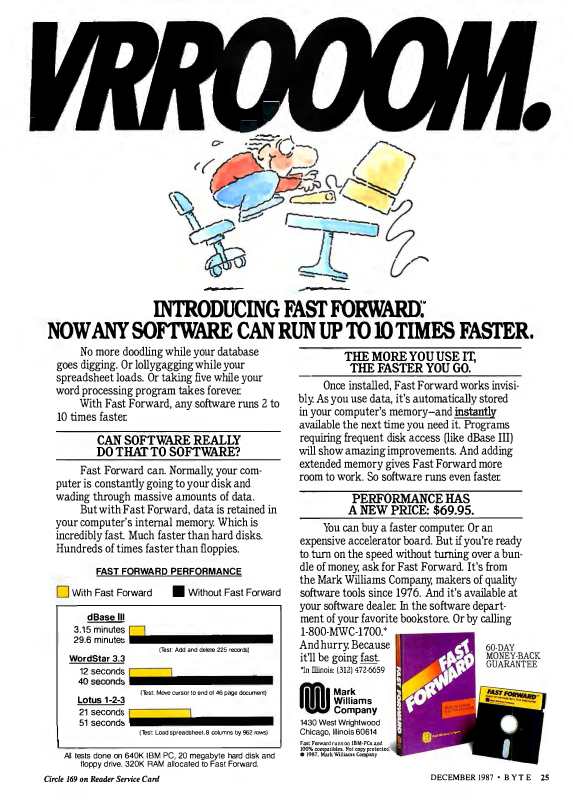 VRROOOM.
INTRODUCING FAST FORWARD.™
NOW ANY SOFTWARE CAN RUN UP TO 10 TIMES FASTER.
No more doodling while your database
goes digging. Or lollygagging while your
spreadsheet loads. Or taking five while your
word processing program takes forever.
With Fast Forward, any software runs 2 to
10 times faster.
CAN SOFTWARE REALLY
DO THAT TO SOFTWARE?
Fast Forward can. Normally, your com-
puter is constantly going to your disk and
wading through massive amounts of data.
But with Fast Forward, data is retained in
your computer's internal memory. Which is
incredibly fast. Much faster than hard disks.
Hundreds of times faster than floppies.
FAST FORWARD PERFORMANCE
With Fast Forward Without Fast Forward
dBase III
3.15 minutes
29.6 minutes
(Test: Add and delete 225 records)
WordStar 3.3
12 seconds
40 seconds
(Test: Move cursor to end of 46 page document)
Lotus 1-2-3
21 seconds
51 seconds
(Test: Load spreadsheet, 8 columns by 962 rows)
All tests done on 640K IBM PC, 20 megabyte hard disk and
floppy drive. 320K RAM allocated to Fast Forward.
THE MORE YOU USE IT,
THE FASTER YOU GO.
Once installed, Fast Forward works invisi-
bly. As you use data, it's automatically stored
in your computer's memory–and instantly
available the next time you need it. Programs
requiring frequent disk access (like dBase III)
will show amazing improvements. And adding
extended memory gives Fast Forward more
room to work. So software runs even faster.
PERFORMANCE HAS
A NEW PRICE: $69.95.
You can buy a faster computer. Or an
expensive accelerator board. But if you're ready
to turn on the speed without turning over a bun-
dle of money, ask for Fast Forward. It's from
the Mark Williams Company, makers of quality
software tools since 1976. And it's available at
your software dealer. In the software depart-
ment of your favorite bookstore. Or by calling
1-800-MWC-1700.*
And hurry. Because
it'll be going fast.
*In Illinois: (312) 472-6659
Mark
Williams
Company
1430 West Wrightwood
Chicago, Illinois 60614
Fast Forward runs on IBM-PCs and
100% compatibles. Not copy protected.
© 1987, Mark Williams Company
60-DAY
MONEY-BACK
GUARANTEE
FAST FORWARD
FAST
FORWARD
Mark Williams Company
FAST FORWARD™
Circle 169 on Reader Service Card
DECEMBER 1987 • BYTE 25